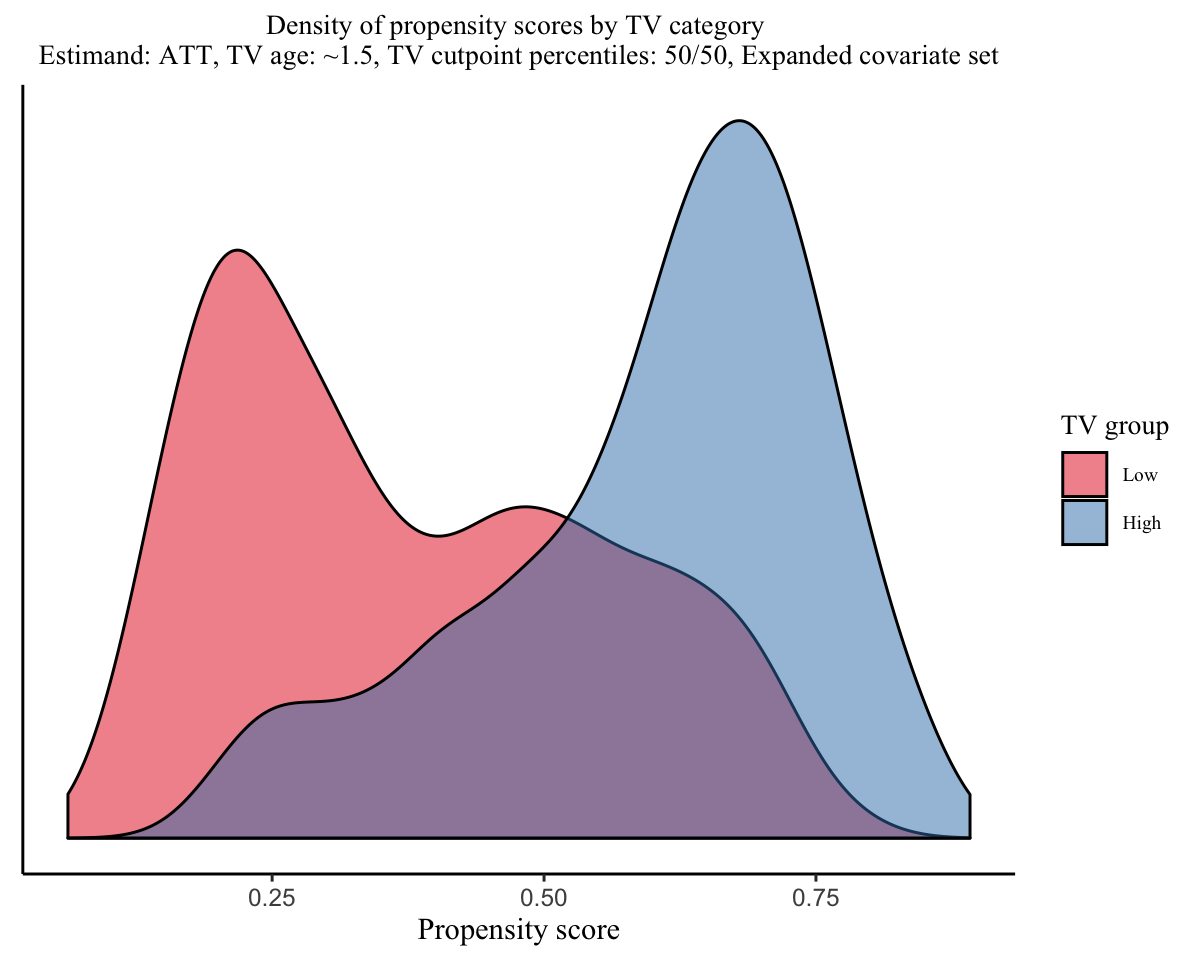 Density of propensity scores by TV category
Estimand: ATT, TV age: ~1.5, TV cutpoint percentiles: 50/50, Expanded covariate set
TV group
Low
High
0.25
0.50
0.75
Propensity score